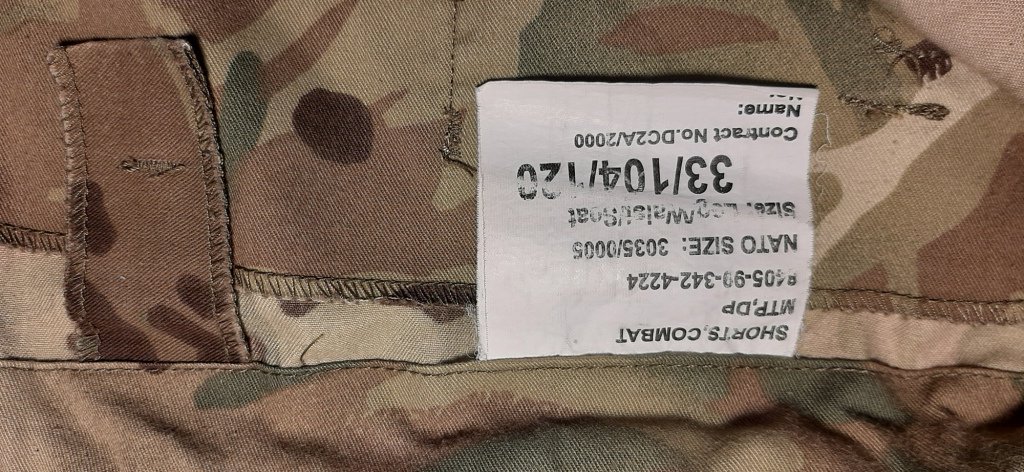 SHORTS,COMBAT
MTP,DP
8405-99-342-4224
NATO SIZE: 3035/0005
Size: Leg/Waist/Seat
33/104/120
Contract No.DC2A/2000
Name: